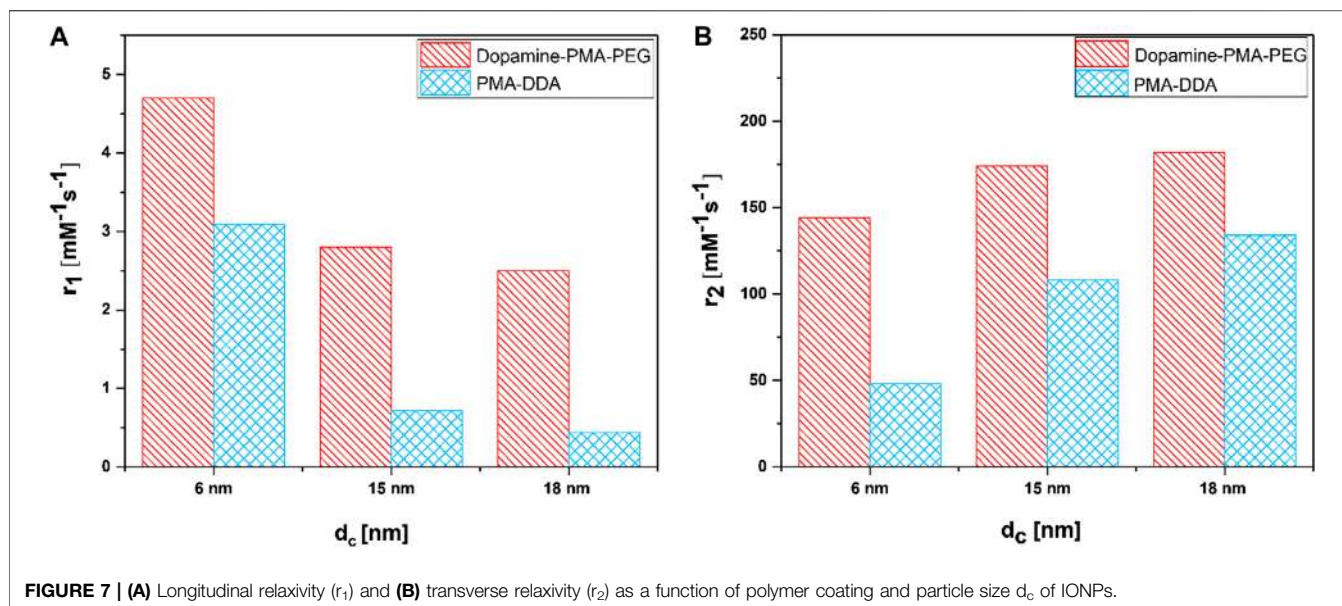 A
Dopamine-PMA-PEG
PMA-DDA
r₁ [mM⁻¹s⁻¹]
5
4
3
2
1
0
6 nm
15 nm
18 nm
d_c [nm]
B
Dopamine-PMA-PEG
PMA-DDA
r₂ [mM⁻¹s⁻¹]
250
200
150
100
50
0
6 nm
15 nm
18 nm
d_c [nm]
FIGURE 7 | (A) Longitudinal relaxivity (r₁) and (B) transverse relaxivity (r₂) as a function of polymer coating and particle size d_c of IONPs.